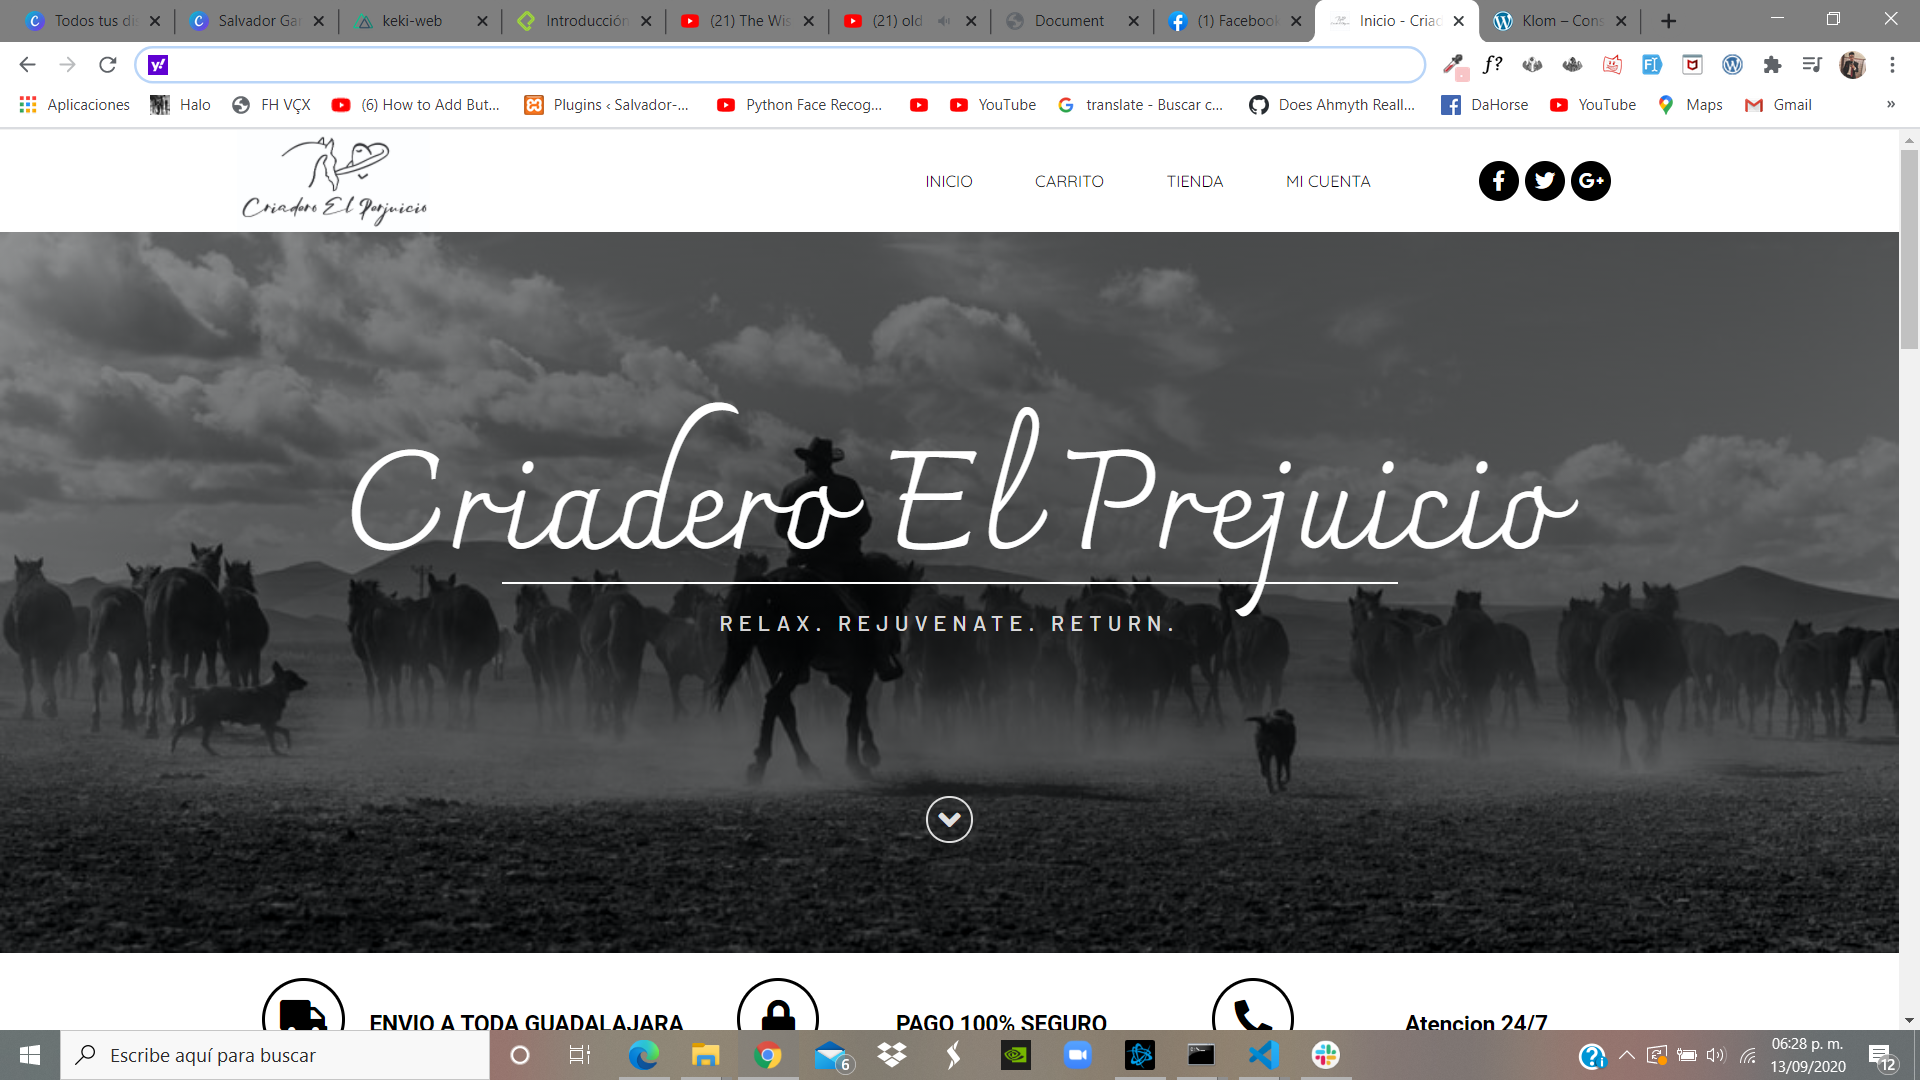 Todos tus di
Salvador Gar
keki-web
Introducción
(21) The Wis
(21) old
Document
(1) Facebook
Inicio - Criad
Klom – Cons
y!
f?
Aplicaciones
Halo
FH VÇX
(6) How to Add But...
Plugins ‹ Salvador-...
Python Face Recog...
YouTube
translate - Buscar c...
Does Ahmyth Reall...
DaHorse
YouTube
Maps
Gmail
»
Criadero El Perjuicio
INICIO
CARRITO
TIENDA
MI CUENTA
G+
Criadero El Prejuicio
RELAX. REJUVENATE. RETURN.
ENVIO A TODA GUADALAJARA
PAGO 100% SEGURO
Atencion 24/7
Escribe aquí para buscar
6
06:28 p. m.
13/09/2020
12